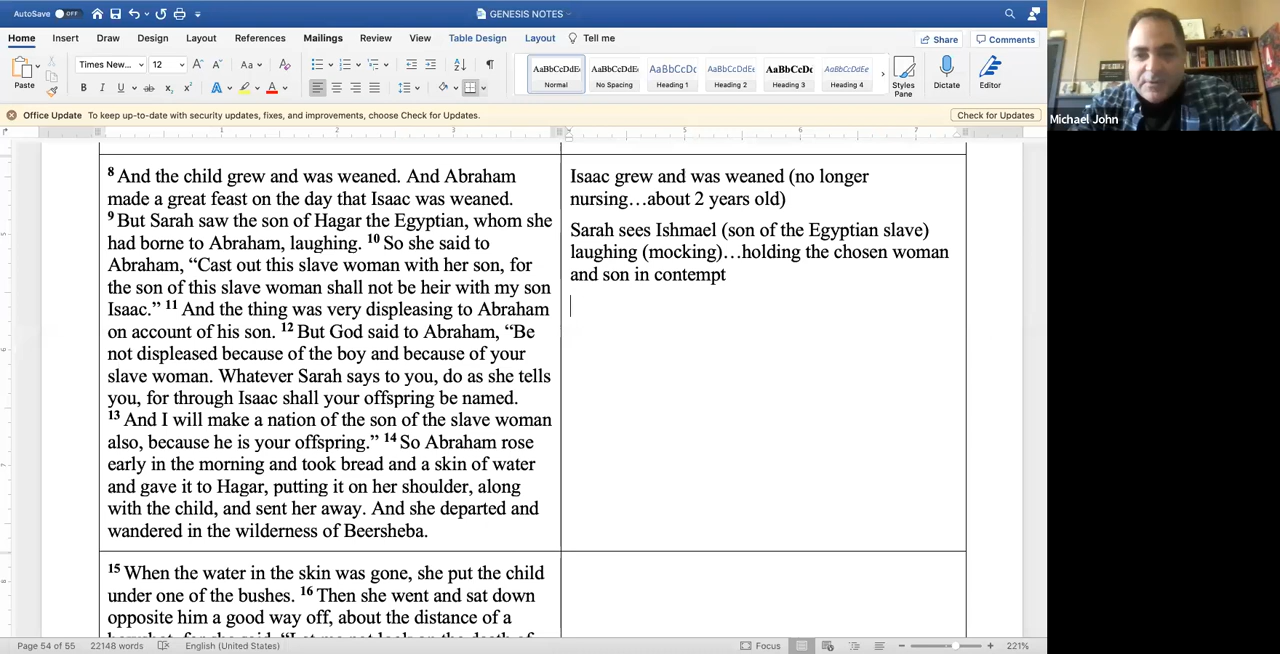 AutoSave OFF GENESIS NOTES
Home Insert Draw Design Layout References Mailings Review View Table Design Layout Tell me Share Comments
Paste Times New... 12 Aa B I U ab x₂ x² A A
AaBbCcDdEe AaBbCcDdEe AaBbCcDc AaBbCcDdEe AaBbCcDc AaBbCcDdEe
Normal No Spacing Heading 1 Heading 2 Heading 3 Heading 4 Styles Pane Dictate Editor
Office Update To keep up-to-date with security updates, fixes, and improvements, choose Check for Updates. Check for Updates
Michael John
1 2 3 5 6 7
8 And the child grew and was weaned. And Abraham
made a great feast on the day that Isaac was weaned.
9 But Sarah saw the son of Hagar the Egyptian, whom she
had borne to Abraham, laughing. 10 So she said to
Abraham, “Cast out this slave woman with her son, for
the son of this slave woman shall not be heir with my son
Isaac.” 11 And the thing was very displeasing to Abraham
on account of his son. 12 But God said to Abraham, “Be
not displeased because of the boy and because of your
slave woman. Whatever Sarah says to you, do as she tells
you, for through Isaac shall your offspring be named.
13 And I will make a nation of the son of the slave woman
also, because he is your offspring.” 14 So Abraham rose
early in the morning and took bread and a skin of water
and gave it to Hagar, putting it on her shoulder, along
with the child, and sent her away. And she departed and
wandered in the wilderness of Beersheba.
Isaac grew and was weaned (no longer
nursing…about 2 years old)
Sarah sees Ishmael (son of the Egyptian slave)
laughing (mocking)…holding the chosen woman
and son in contempt
15 When the water in the skin was gone, she put the child
under one of the bushes. 16 Then she went and sat down
opposite him a good way off, about the distance of a
Page 54 of 55 22148 words English (United States) Focus 221%